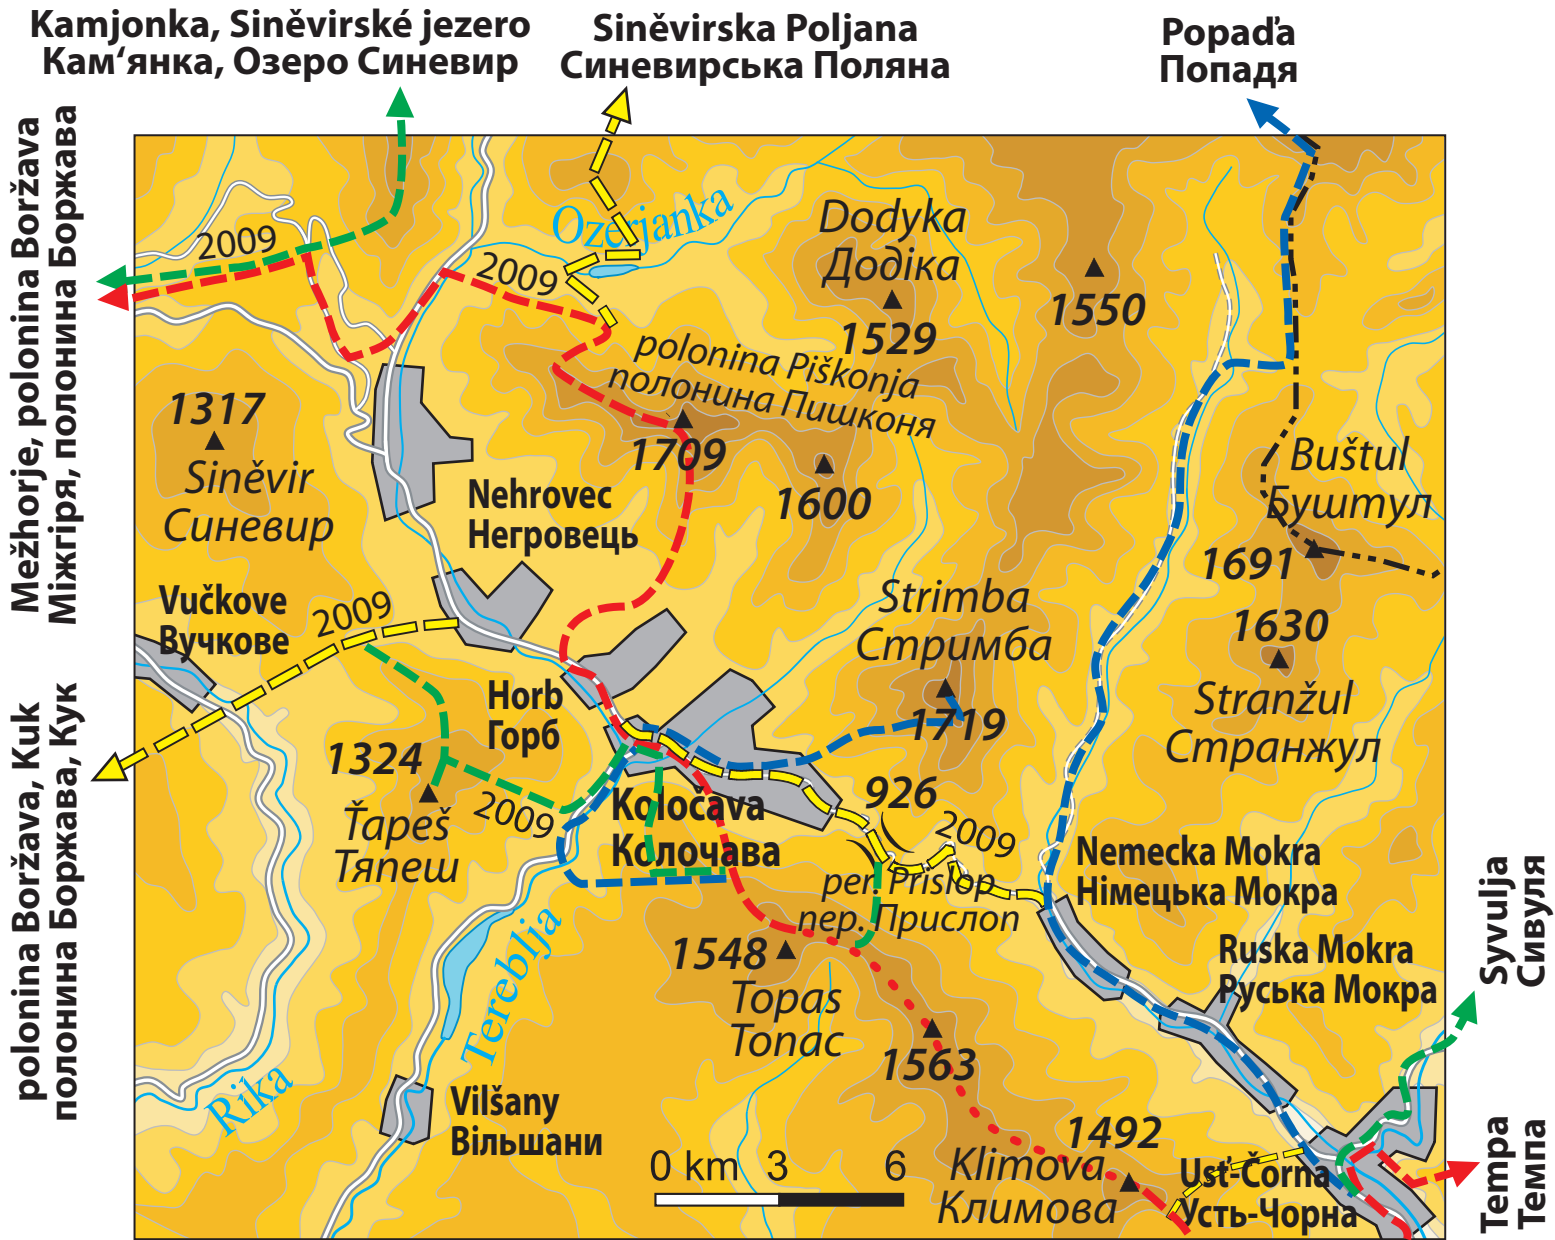 Kamjonka, Siněvirské jezero
Кам‘янка, Озеро Синевир
Siněvirska Poljana
Синевирська Поляна
Popaďa
Попадя
Mežhorje, polonina Boržava
Міжгіря, полонина Боржава
2009
Ozerjanka
2009
Dodyka
Додіка
1529
1550
polonina Piškonja
полонина Пишконя
1709
1600
1317
Siněvir
Синевир
Nehrovec
Негровець
Buštul
Буштул
1691
Vučkove
Вучкове
2009
Strimba
Стримба
1719
1630
Stranžul
Странжул
polonina Boržava, Kuk
полонина Боржава, Кук
Horb
Горб
1324
Ťapeš
Тяпеш
2009
Koločava
Колочава
926
2009
per. Prislop
пер. Прислоп
Nemecka Mokra
Німецька Мокра
Ruska Mokra
Руська Мокра
Syvulja
Сивуля
1548
Topas
Топас
1563
Tereblja
Rika
Vilšany
Вільшани
0 km 3 6
1492
Klimova
Климова
Usť-Čorna
Усть-Чорна
Tempa
Темпа